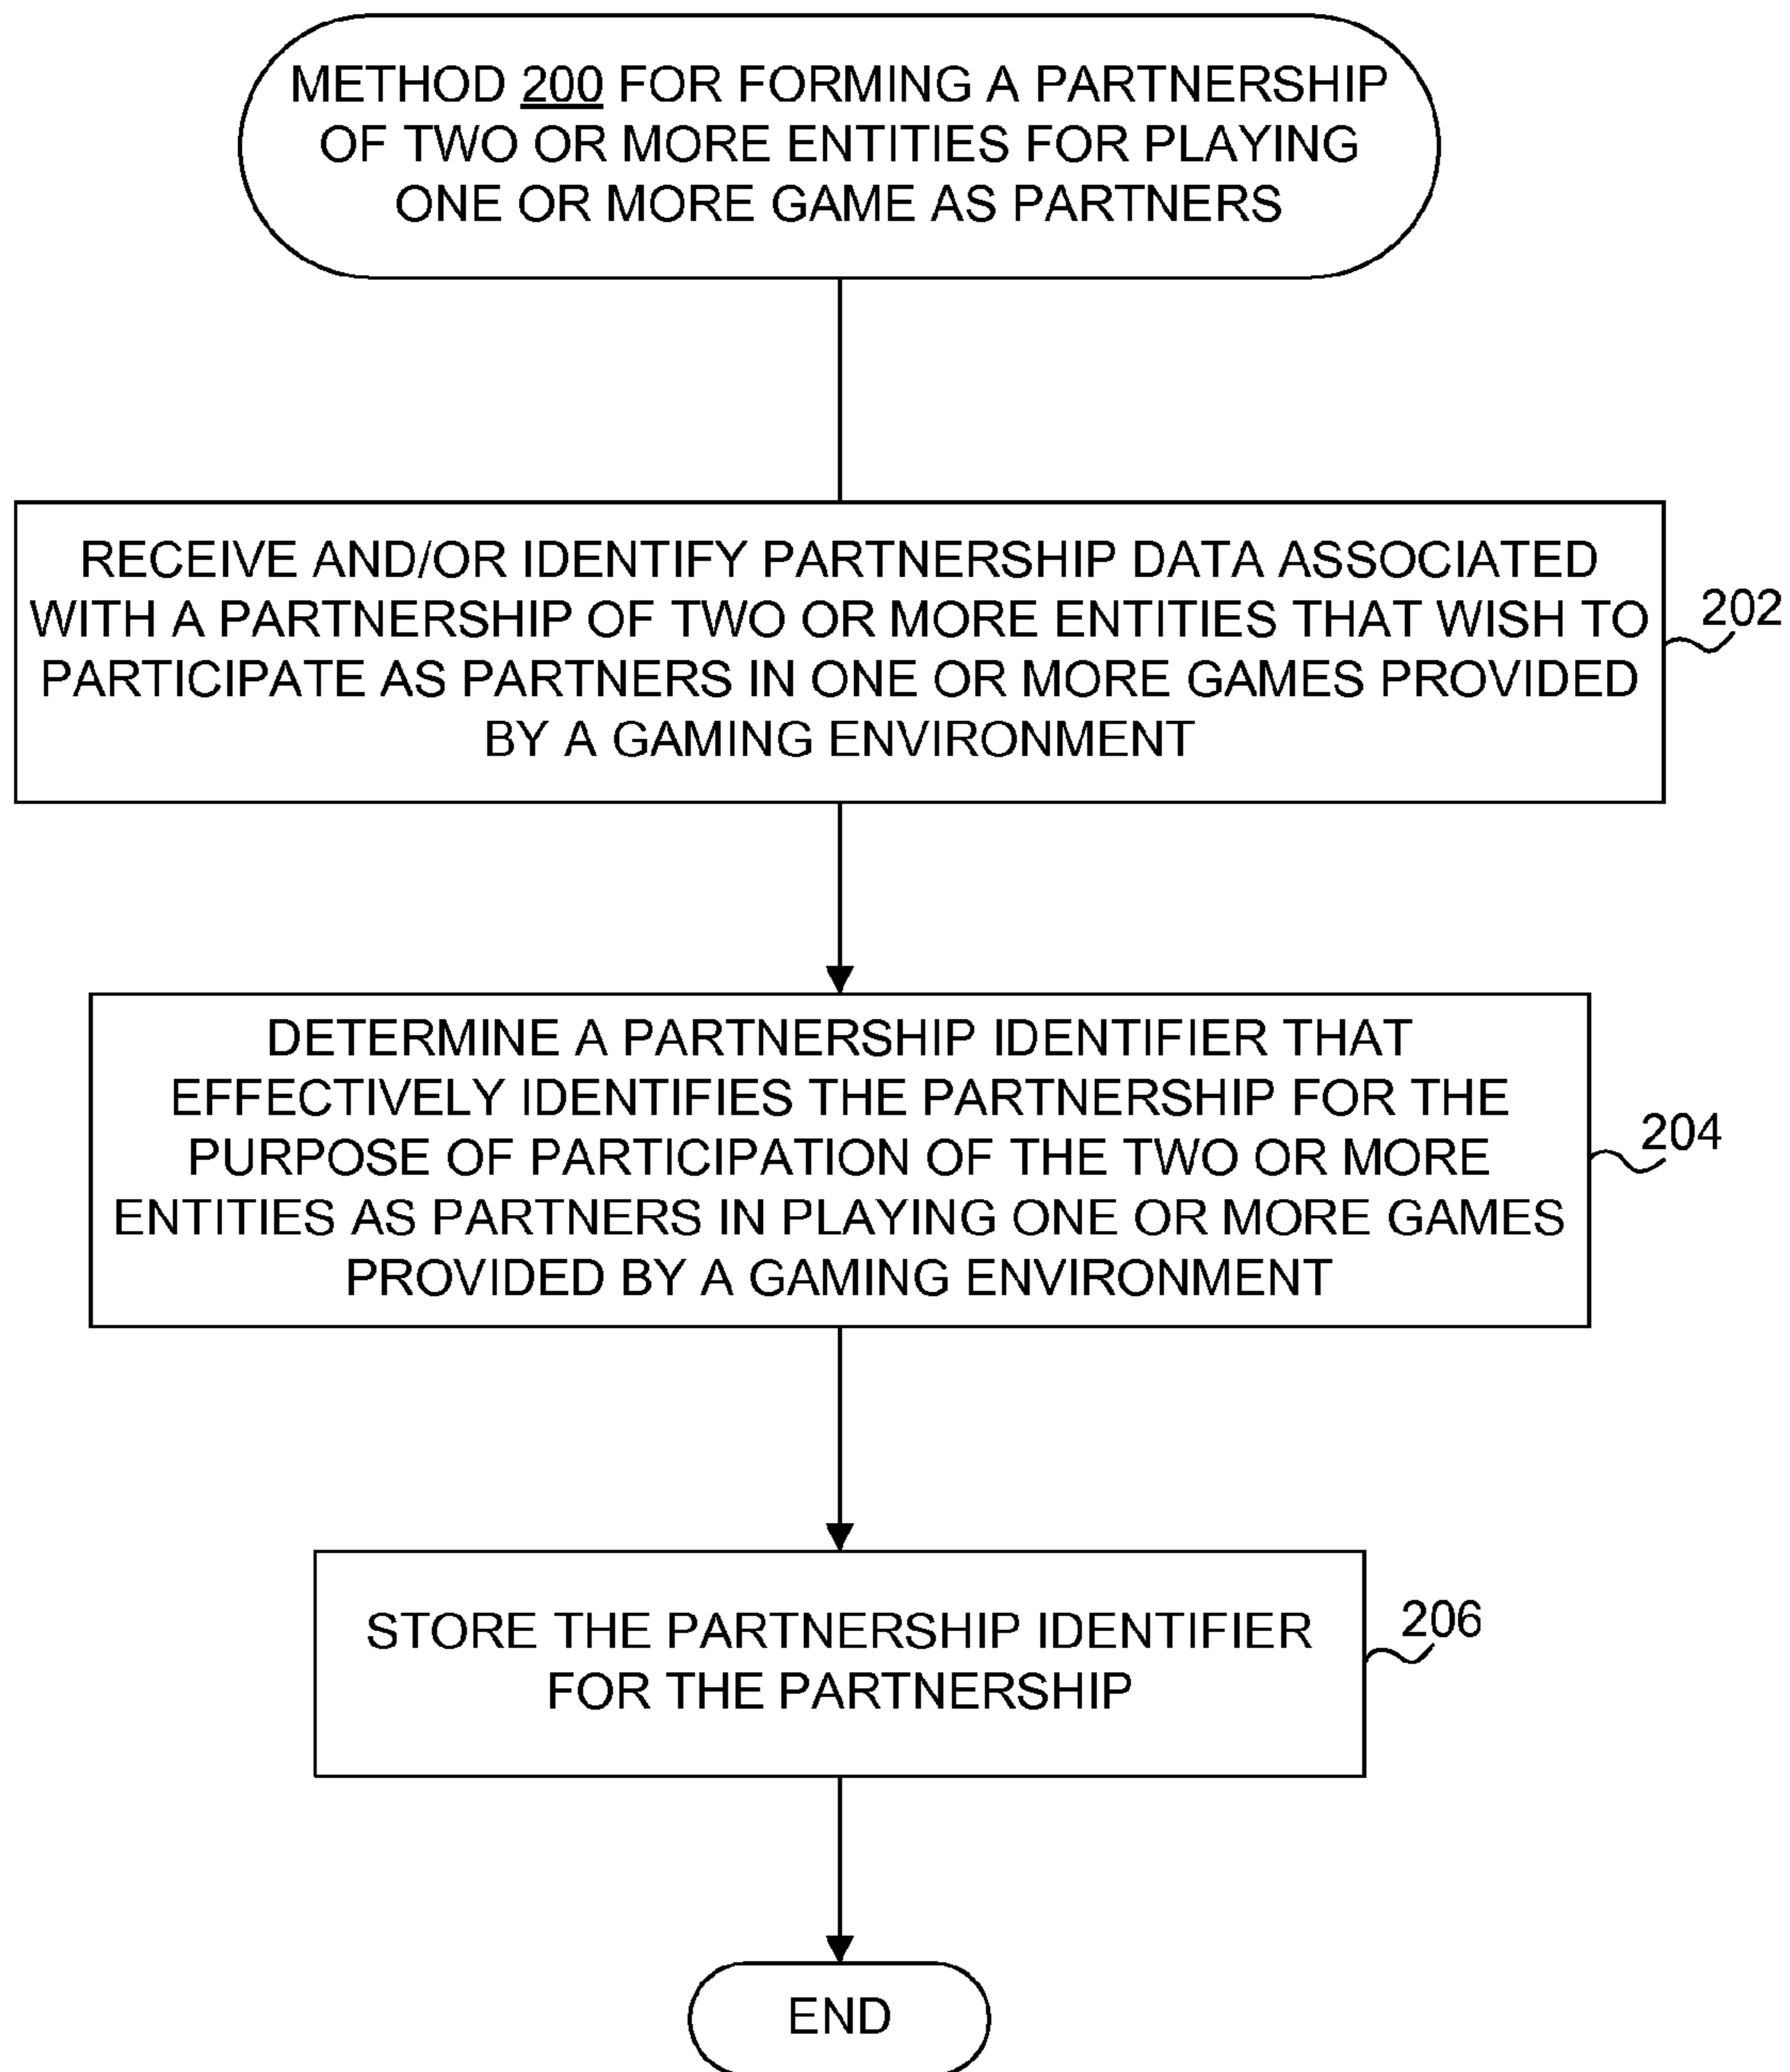 METHOD 200 FOR FORMING A PARTNERSHIP
OF TWO OR MORE ENTITIES FOR PLAYING
ONE OR MORE GAME AS PARTNERS
RECEIVE AND/OR IDENTIFY PARTNERSHIP DATA ASSOCIATED
WITH A PARTNERSHIP OF TWO OR MORE ENTITIES THAT WISH TO
PARTICIPATE AS PARTNERS IN ONE OR MORE GAMES PROVIDED
BY A GAMING ENVIRONMENT
202
DETERMINE A PARTNERSHIP IDENTIFIER THAT
EFFECTIVELY IDENTIFIES THE PARTNERSHIP FOR THE
PURPOSE OF PARTICIPATION OF THE TWO OR MORE
ENTITIES AS PARTNERS IN PLAYING ONE OR MORE GAMES
PROVIDED BY A GAMING ENVIRONMENT
204
STORE THE PARTNERSHIP IDENTIFIER
FOR THE PARTNERSHIP
206
END